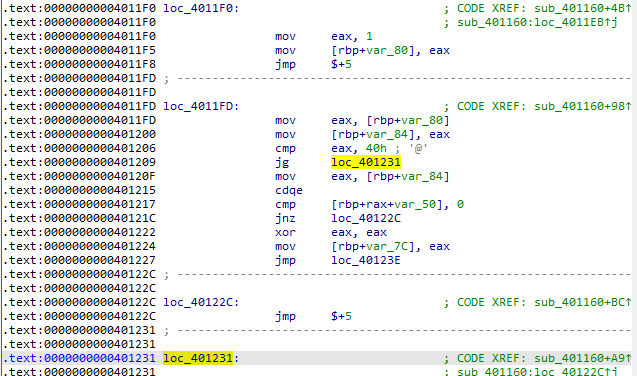 .text:00000000004011F0 loc_4011F0: ; CODE XREF: sub_401160+4B↑
.text:00000000004011F0 ; sub_401160:loc_4011EB↑j
.text:00000000004011F0 mov eax, 1
.text:00000000004011F5 mov [rbp+var_80], eax
.text:00000000004011F8 jmp $+5
.text:00000000004011FD ; ---------------------------------------------------------------
.text:00000000004011FD
.text:00000000004011FD loc_4011FD: ; CODE XREF: sub_401160+98↑
.text:00000000004011FD mov eax, [rbp+var_80]
.text:0000000000401200 mov [rbp+var_84], eax
.text:0000000000401206 cmp eax, 40h ; '@'
.text:0000000000401209 jg loc_401231
.text:000000000040120F mov eax, [rbp+var_84]
.text:0000000000401215 cdqe
.text:0000000000401217 cmp [rbp+rax+var_50], 0
.text:000000000040121C jnz loc_40122C
.text:0000000000401222 xor eax, eax
.text:0000000000401224 mov [rbp+var_7C], eax
.text:0000000000401227 jmp loc_40123E
.text:000000000040122C ; ---------------------------------------------------------------
.text:000000000040122C
.text:000000000040122C loc_40122C: ; CODE XREF: sub_401160+BC↑
.text:000000000040122C jmp $+5
.text:0000000000401231 ; ---------------------------------------------------------------
.text:0000000000401231
.text:0000000000401231 loc_401231: ; CODE XREF: sub_401160+A9↑
.text:0000000000401231 ; sub_401160:loc_40122C↑j